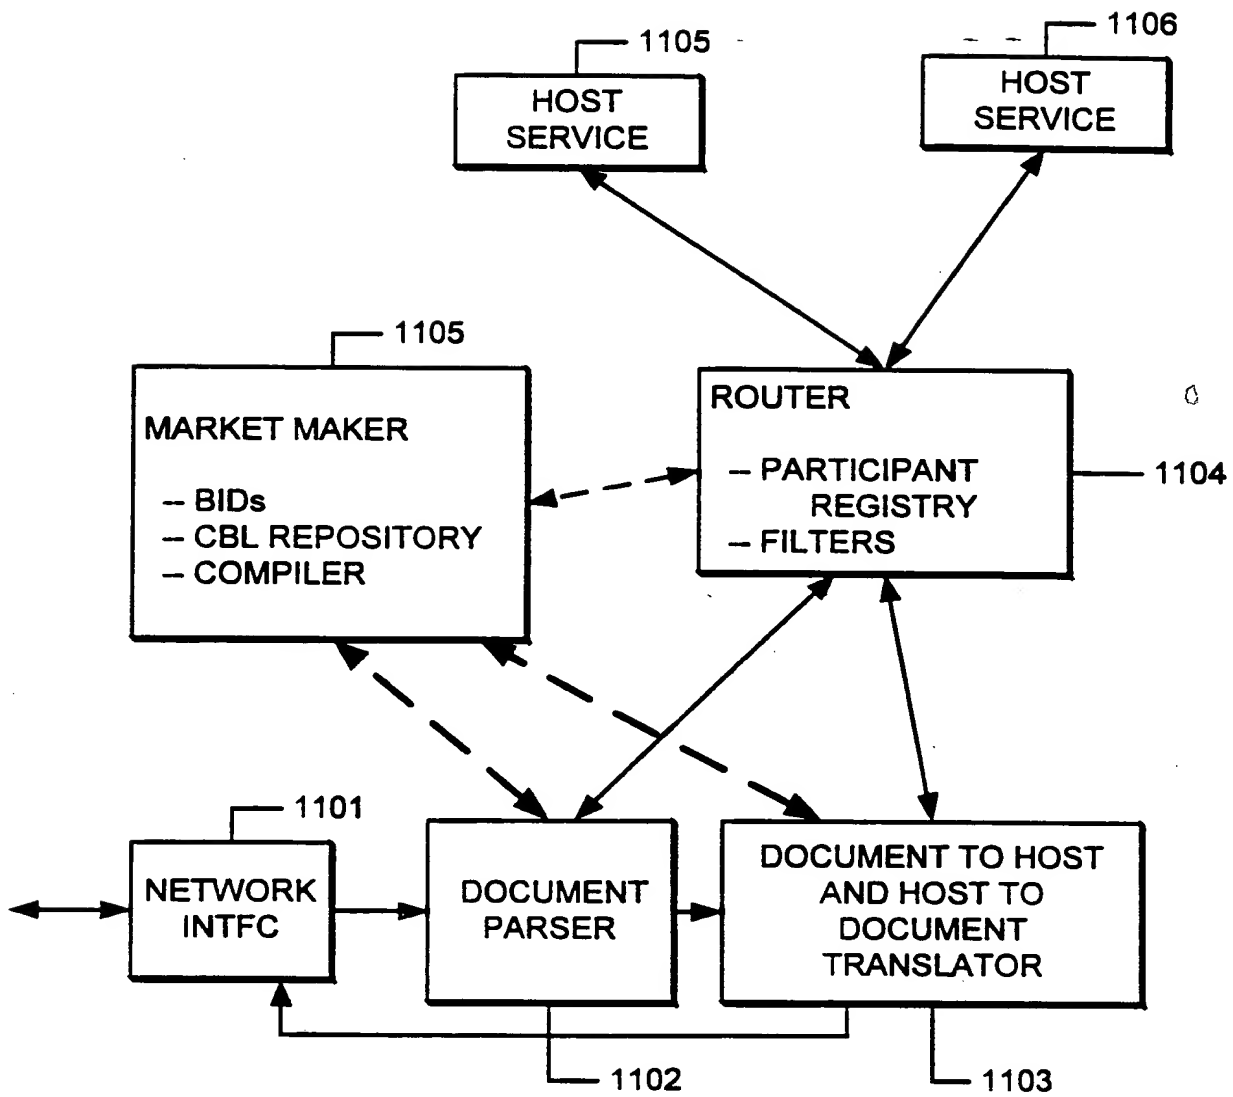 1105
HOST
SERVICE
1106
HOST
SERVICE
1105
MARKET MAKER
– BIDs
– CBL REPOSITORY
– COMPILER
ROUTER
– PARTICIPANT
REGISTRY
– FILTERS
1104
1101
NETWORK
INTFC
DOCUMENT
PARSER
DOCUMENT TO HOST
AND HOST TO
DOCUMENT
TRANSLATOR
1102
1103